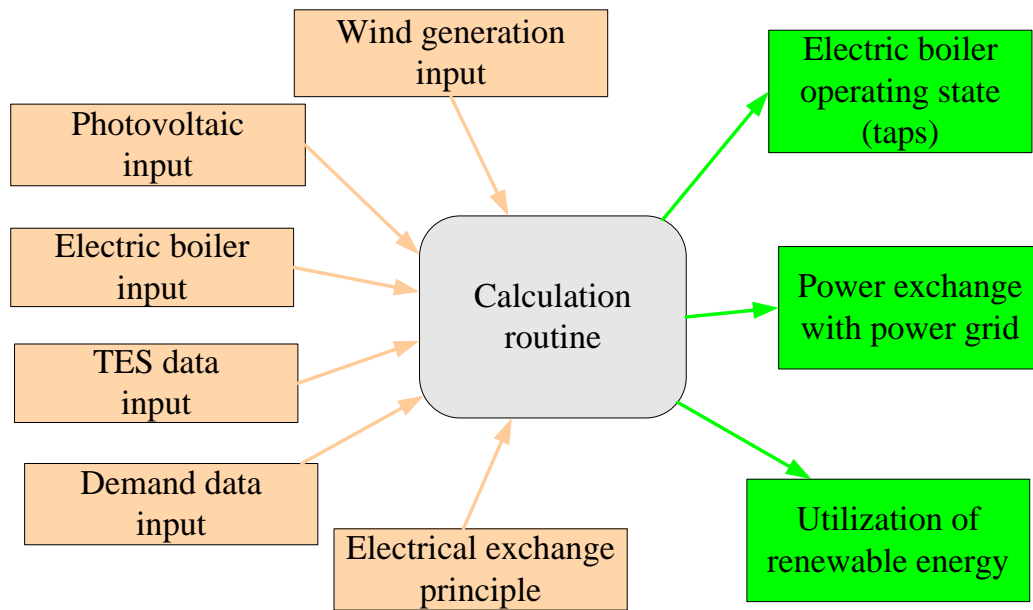 Wind generation
input
Photovoltaic
input
Electric boiler
input
TES data
input
Demand data
input
Electrical exchange
principle
Calculation
routine
Electric boiler
operating state
(taps)
Power exchange
with power grid
Utilization of
renewable energy